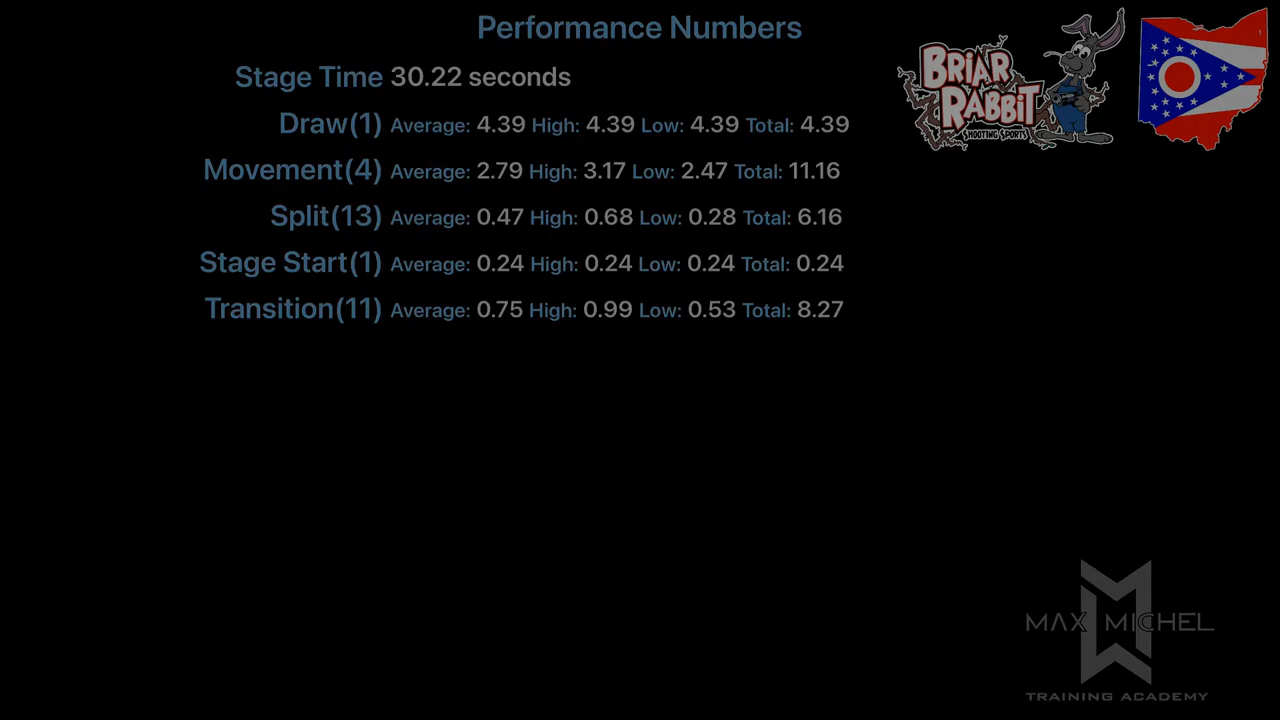 Performance Numbers
Stage Time 30.22 seconds
Draw(1) Average: 4.39 High: 4.39 Low: 4.39 Total: 4.39
Movement(4) Average: 2.79 High: 3.17 Low: 2.47 Total: 11.16
Split(13) Average: 0.47 High: 0.68 Low: 0.28 Total: 6.16
Stage Start(1) Average: 0.24 High: 0.24 Low: 0.24 Total: 0.24
Transition(11) Average: 0.75 High: 0.99 Low: 0.53 Total: 8.27
BRiAR
RABBiT
SHOOTING SPORTS
MAX MICHEL
TRAINING ACADEMY